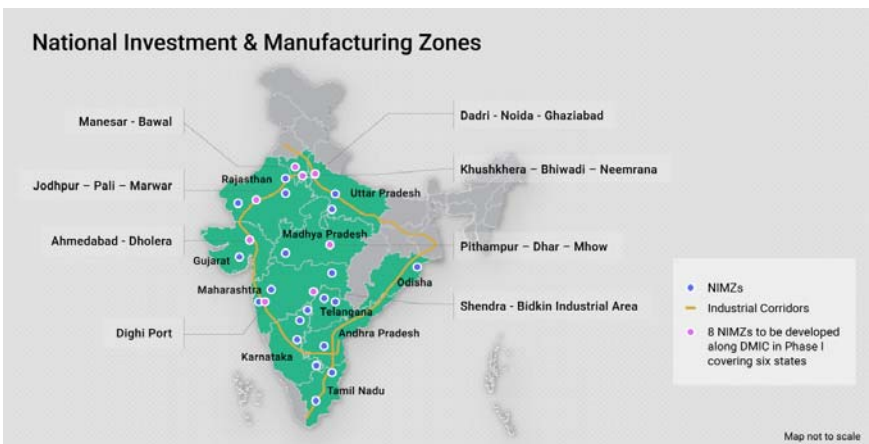 National Investment & Manufacturing Zones
Manesar - Bawal
Dadri - Noida - Ghaziabad
Khushkhera – Bhiwadi – Neemrana
Rajasthan
Jodhpur – Pali – Marwar
Uttar Pradesh
Madhya Pradesh
Ahmedabad - Dholera
Pithampur – Dhar – Mhow
Gujarat
Odisha
Maharashtra
NIMZs
Shendra - Bidkin Industrial Area
Industrial Corridors
Telangana
Dighi Port
Andhra Pradesh
8 NIMZs to be developed
along DMIC in Phase I
covering six states
Karnataka
Tamil Nadu
Map not to scale